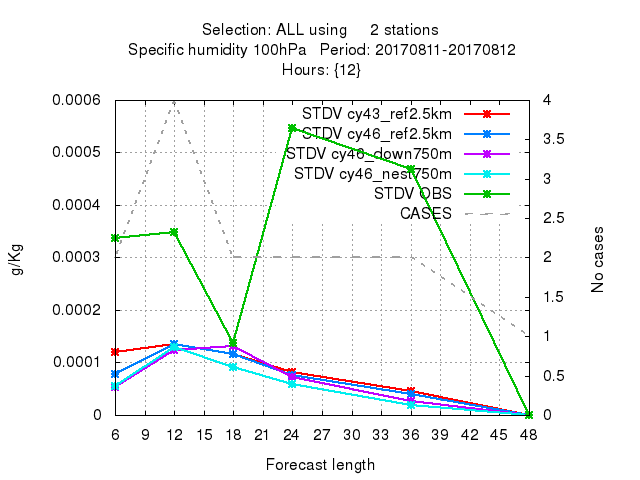 Selection: ALL using 2 stations
Specific humidity 100hPa Period: 20170811-20170812
Hours: {12}
STDV cy43_ref2.5km
STDV cy46_ref2.5km
STDV cy46_down750m
STDV cy46_nest750m
STDV OBS
CASES
g/Kg
0.0006
0.0005
0.0004
0.0003
0.0002
0.0001
0
No cases
4
3.5
3
2.5
2
1.5
1
0.5
0
6 9 12 15 18 21 24 27 30 33 36 39 42 45 48
Forecast length